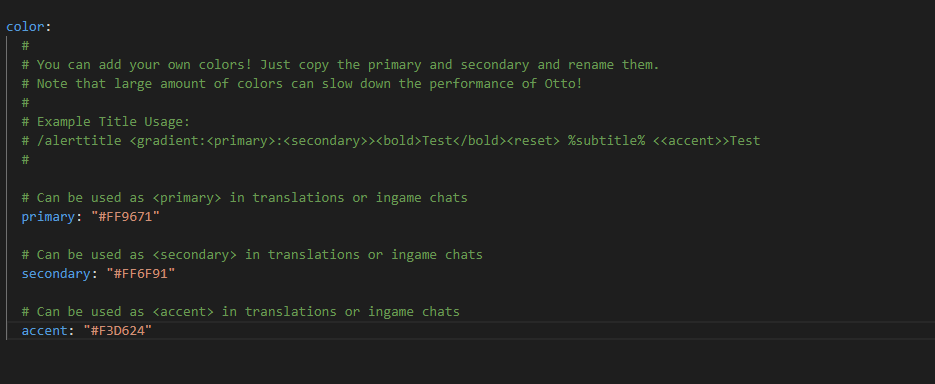 color:
#
# You can add your own colors! Just copy the primary and secondary and rename them.
# Note that large amount of colors can slow down the performance of Otto!
#
# Example Title Usage:
# /alerttitle <gradient:<primary>:<secondary>><bold>Test</bold><reset> %subtitle% <<accent>>Test
#
# Can be used as <primary> in translations or ingame chats
primary: "#FF9671"
# Can be used as <secondary> in translations or ingame chats
secondary: "#FF6F91"
# Can be used as <accent> in translations or ingame chats
accent: "#F3D624"